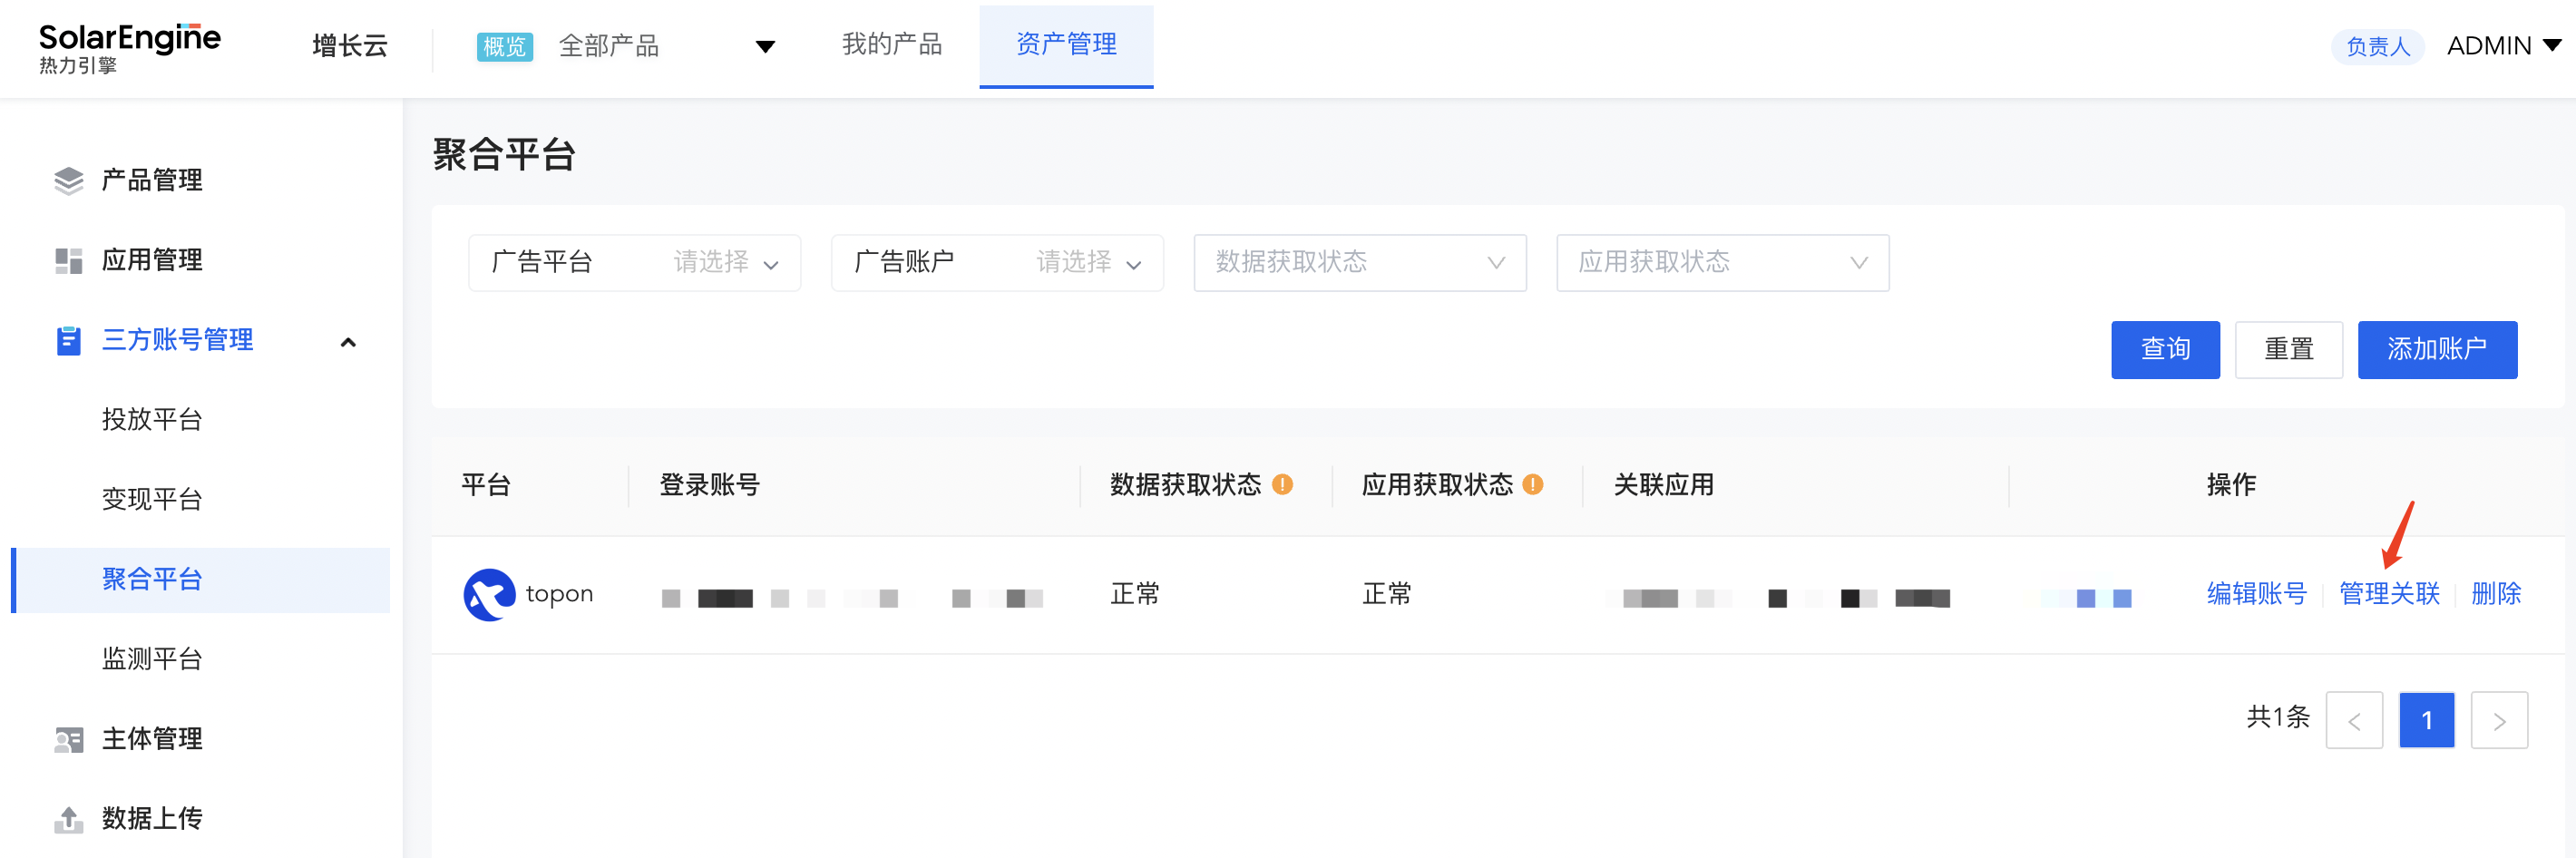 SolarEngine
热力引擎
增长云
概览 全部产品
我的产品
资产管理
负责人 ADMIN
产品管理
应用管理
三方账号管理
投放平台
变现平台
聚合平台
监测平台
主体管理
数据上传
聚合平台
广告平台 请选择
广告账户 请选择
数据获取状态
应用获取状态
查询 重置 添加账户
平台 登录账号 数据获取状态 应用获取状态 关联应用 操作
topon 正常 正常 编辑账号 管理关联 删除
共1条 < 1 >